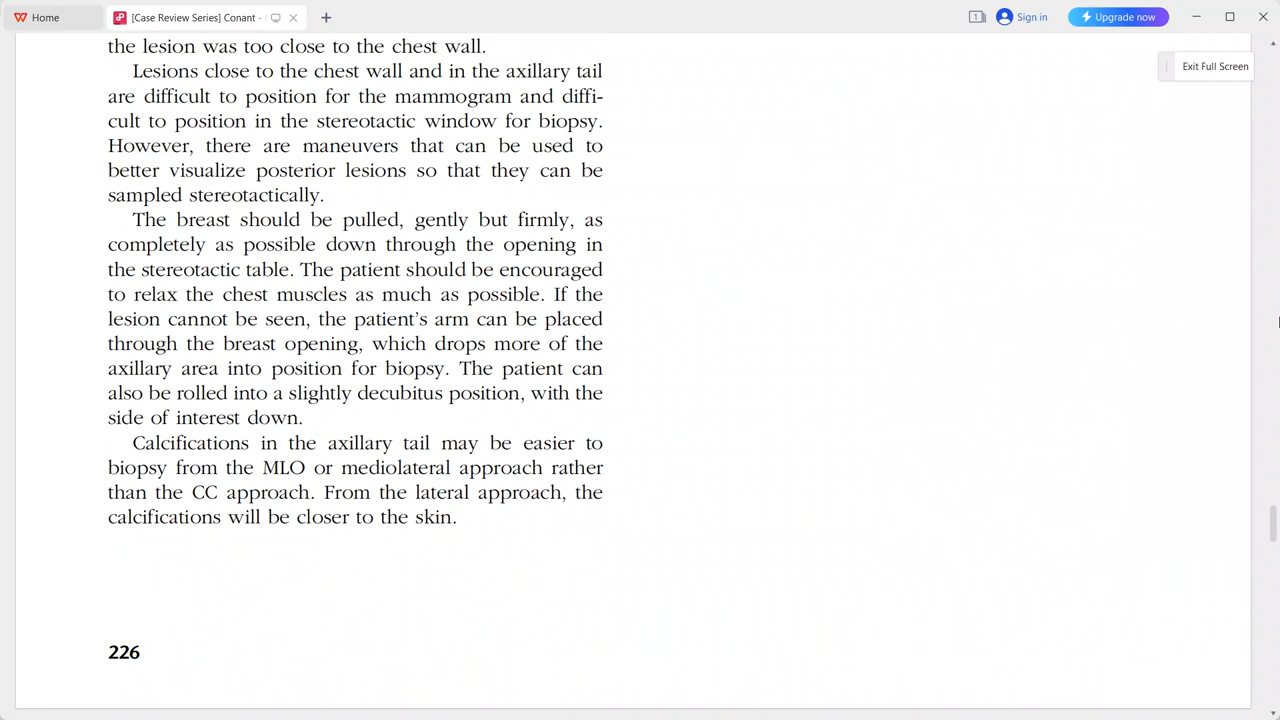 Home
[Case Review Series] Conant -
1
Sign in
Upgrade now
Exit Full Screen
the lesion was too close to the chest wall.
Lesions close to the chest wall and in the axillary tail
are difficult to position for the mammogram and diffi-
cult to position in the stereotactic window for biopsy.
However, there are maneuvers that can be used to
better visualize posterior lesions so that they can be
sampled stereotactically.
The breast should be pulled, gently but firmly, as
completely as possible down through the opening in
the stereotactic table. The patient should be encouraged
to relax the chest muscles as much as possible. If the
lesion cannot be seen, the patient's arm can be placed
through the breast opening, which drops more of the
axillary area into position for biopsy. The patient can
also be rolled into a slightly decubitus position, with the
side of interest down.
Calcifications in the axillary tail may be easier to
biopsy from the MLO or mediolateral approach rather
than the CC approach. From the lateral approach, the
calcifications will be closer to the skin.
226